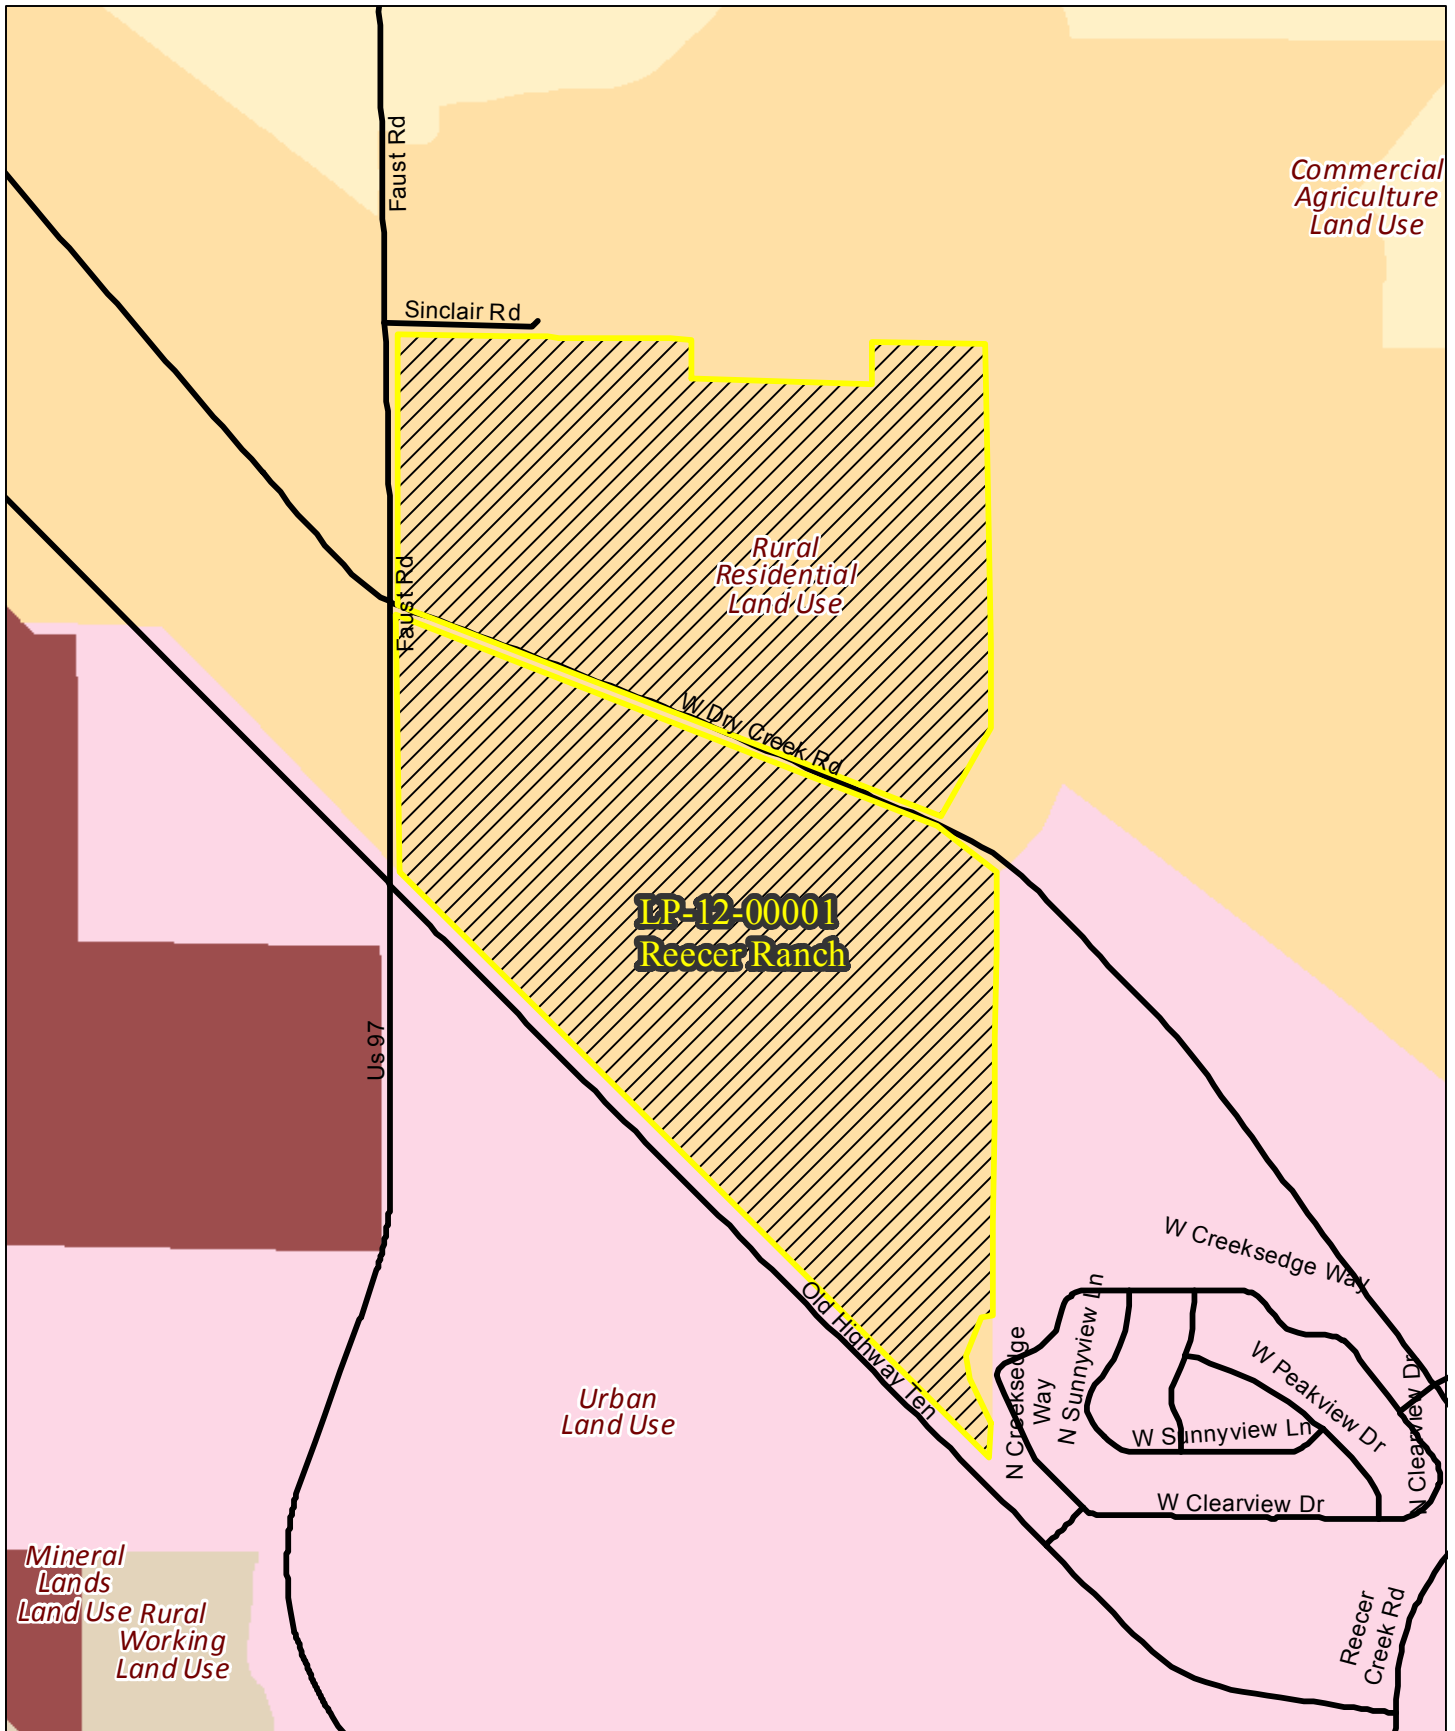 Faust Rd
Commercial
Agriculture
Land Use
Sinclair Rd
Rural
Residential
Land Use
Faust Rd
W Dry Creek Rd
LP-12-00001
Reecer Ranch
Us 97
W Creeksedge Way
Old Highway Ten
N Creeksedge
Way
N Sunnyview Ln
W Peakview Dr
N Clearview Dr
W Sunnyview Ln
Urban
Land Use
W Clearview Dr
Mineral
Lands
Land Use
Rural
Working
Land Use
Reecer
Creek Rd